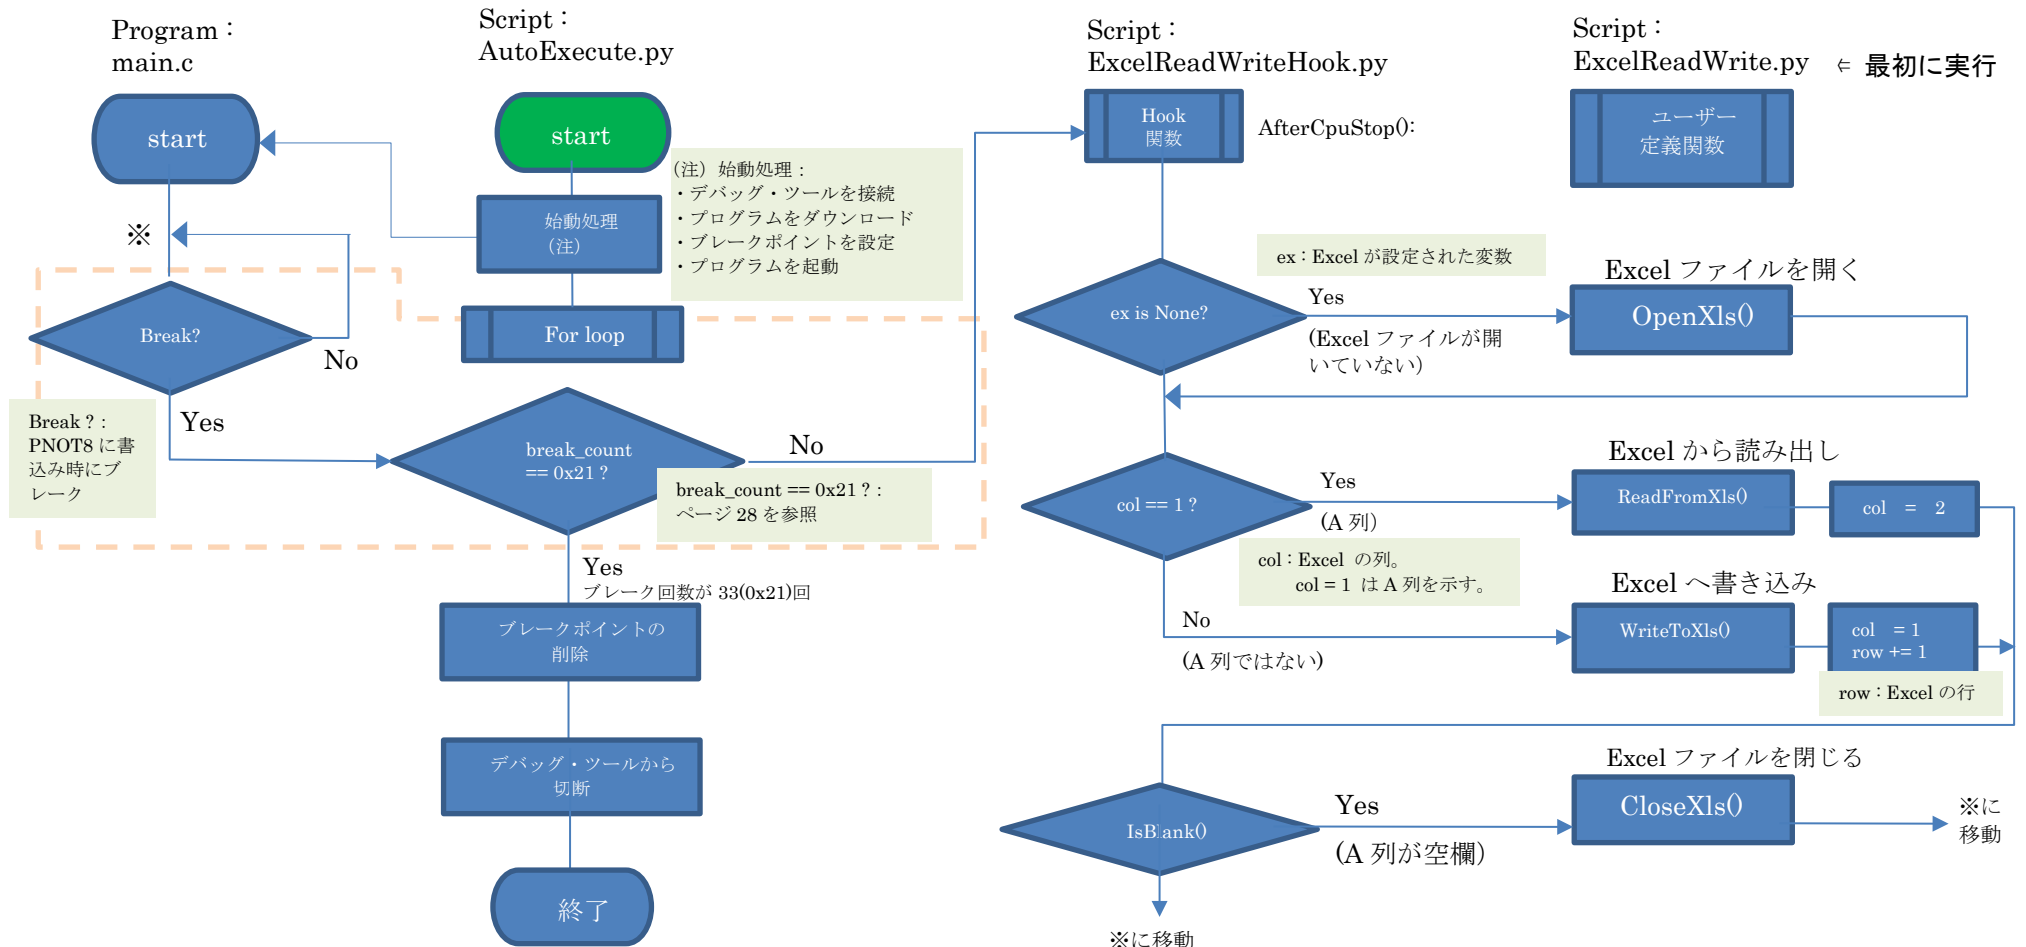 Program：
main.c
start
※
Break?
No
Yes
Break？：
PNOT8 に書
込み時にブ
レーク
Script：
AutoExecute.py
start
始動処理
（注）
（注）始動処理：
・デバッグ・ツールを接続
・プログラムをダウンロード
・ブレークポイントを設定
・プログラムを起動
For loop
break_count
== 0x21？
No
break_count == 0x21？：
ページ 28 を参照
Yes
ブレーク回数が 33(0x21)回
ブレークポイントの
削除
デバッグ・ツールから
切断
終了
Script：
ExcelReadWriteHook.py
Hook
関数
AfterCpuStop():
ex：Excel が設定された変数
ex is None?
Yes
(Excel ファイルが開
いていない）
col == 1？
Yes
(A 列）
col：Excel の列。
col = 1 は A 列を示す。
No
(A 列ではない)
IsBlank()
Yes
(A 列が空欄）
※に移動
Script：
ExcelReadWrite.py ⇐ 最初に実行
ユーザー
定義関数
Excel ファイルを開く
OpenXls()
Excel から読み出し
ReadFromXls()
col = 2
Excel へ書き込み
WriteToXls()
col = 1
row += 1
row：Excel の行
Excel ファイルを閉じる
CloseXls()
※に
移動